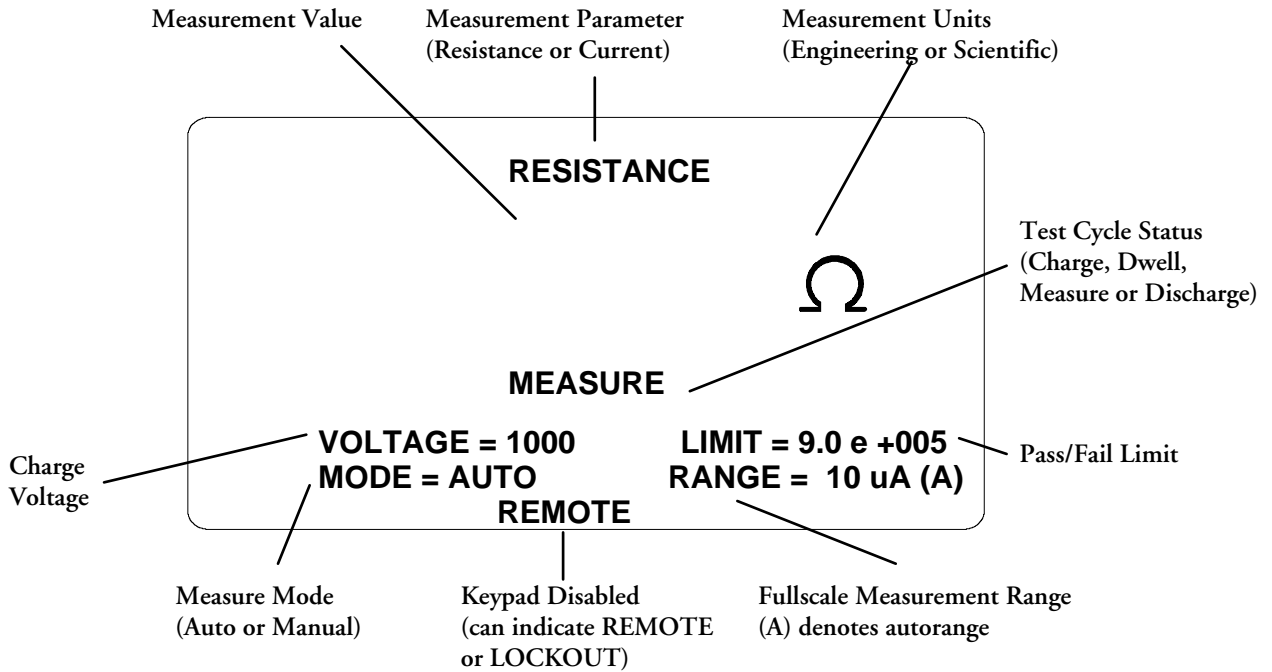 Measurement Value
Measurement Parameter
(Resistance or Current)
Measurement Units
(Engineering or Scientific)
RESISTANCE
Ω
Test Cycle Status
(Charge, Dwell,
Measure or Discharge)
MEASURE
VOLTAGE = 1000
LIMIT = 9.0 e +005
MODE = AUTO
RANGE = 10 uA (A)
REMOTE
Charge
Voltage
Pass/Fail Limit
Measure Mode
(Auto or Manual)
Keypad Disabled
(can indicate REMOTE
or LOCKOUT)
Fullscale Measurement Range
(A) denotes autorange